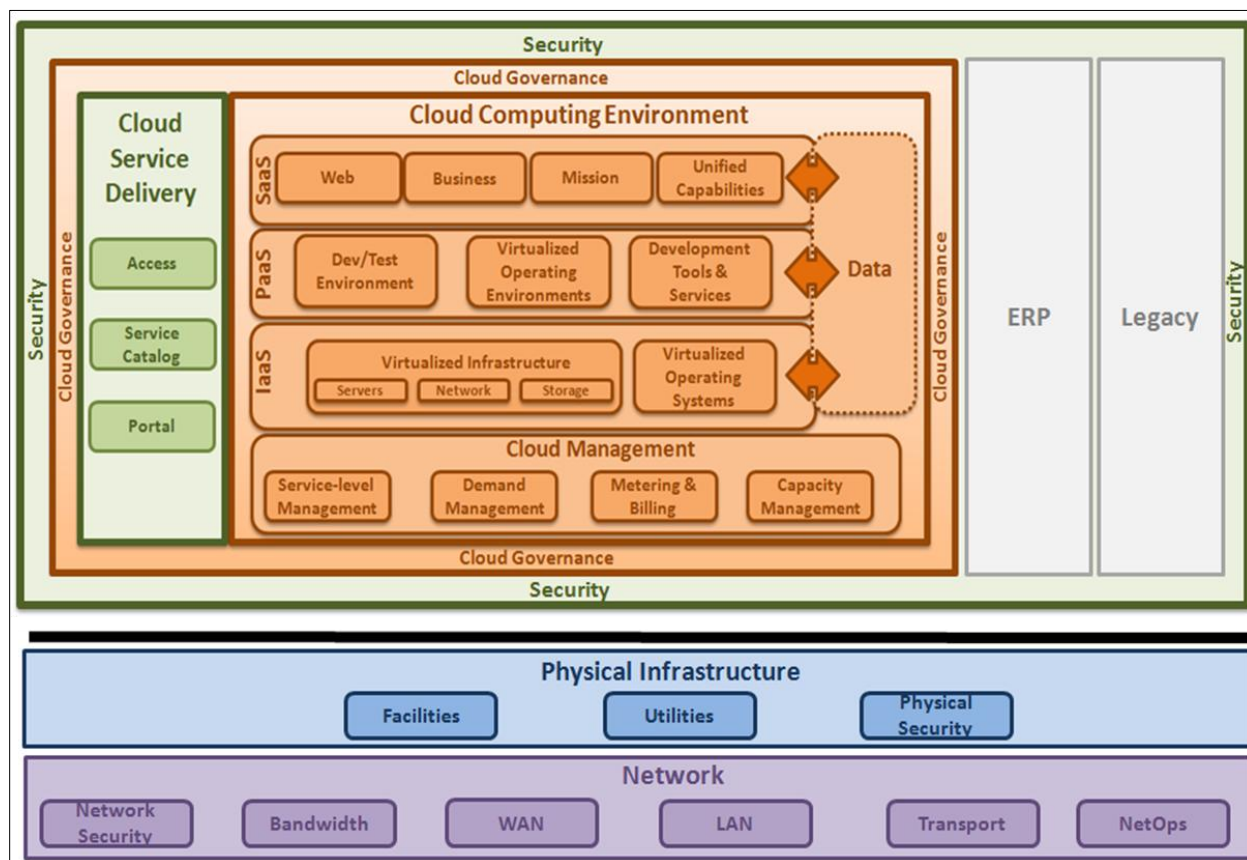 Security
Cloud Governance
Security
Cloud Governance
Cloud
Service
Delivery
Access
Service
Catalog
Portal
Cloud Computing Environment
SaaS
Web
Business
Mission
Unified
Capabilities
PaaS
Dev/Test
Environment
Virtualized
Operating
Environments
Development
Tools &
Services
IaaS
Virtualized Infrastructure
Servers
Network
Storage
Virtualized
Operating
Systems
Data
Cloud Management
Service-level
Management
Demand
Management
Metering &
Billing
Capacity
Management
Cloud Governance
Cloud Governance
ERP
Legacy
Security
Security
Physical Infrastructure
Facilities
Utilities
Physical
Security
Network
Network
Security
Bandwidth
WAN
LAN
Transport
NetOps